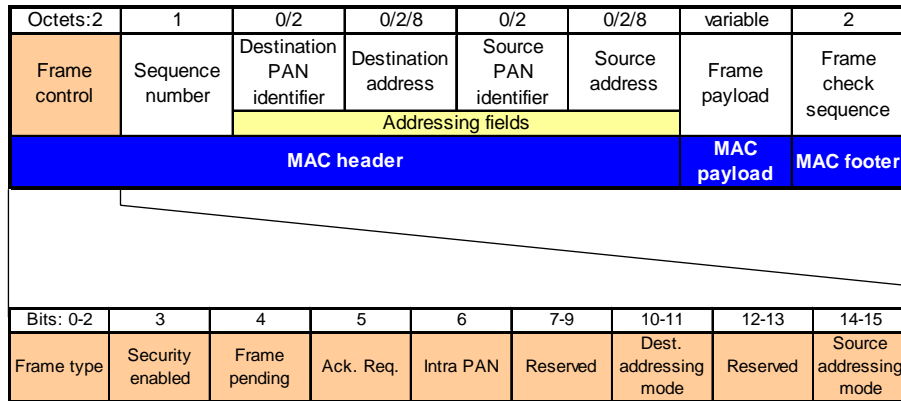 Octets:2 1 0/2 0/2/8 0/2 0/2/8 variable 2
Frame control Sequence number Destination PAN identifier Destination address Source PAN identifier Source address Frame payload Frame check sequence
Addressing fields
MAC header MAC payload MAC footer
Bits: 0-2 3 4 5 6 7-9 10-11 12-13 14-15
Frame type Security enabled Frame pending Ack. Req. Intra PAN Reserved Dest. addressing mode Reserved Source addressing mode